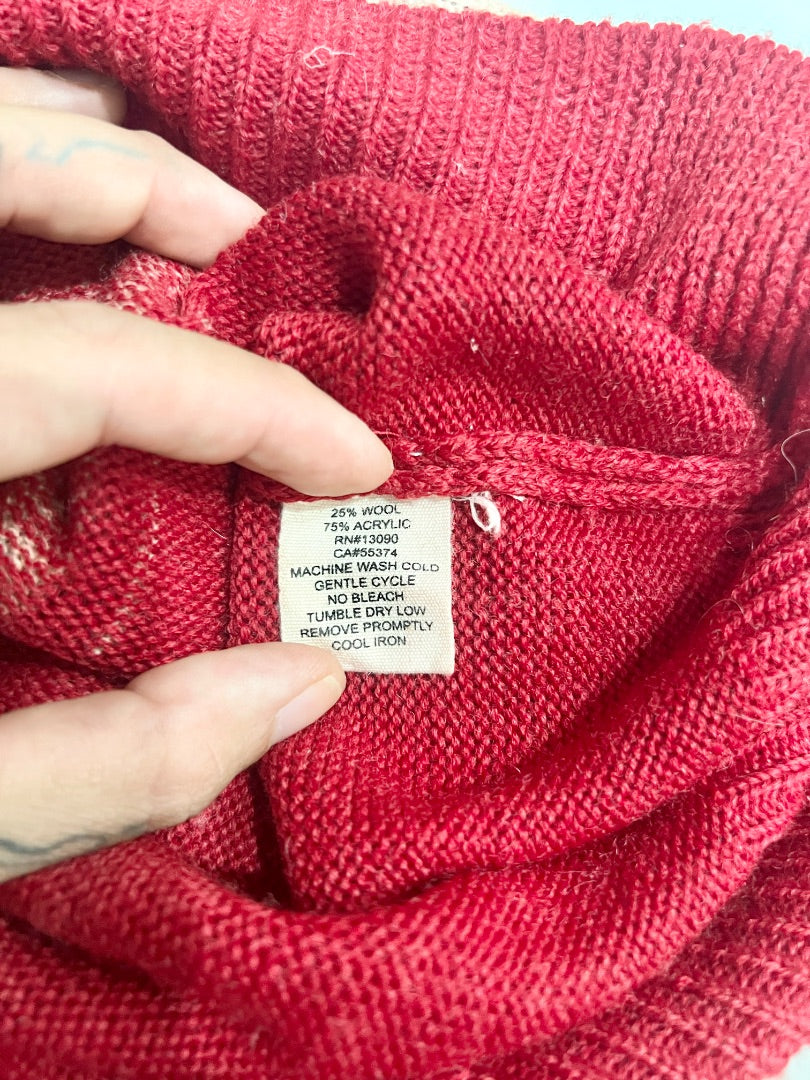 25% WOOL
75% ACRYLIC
RN#13090
CA#55374
MACHINE WASH COLD
GENTLE CYCLE
NO BLEACH
TUMBLE DRY LOW
REMOVE PROMPTLY
COOL IRON